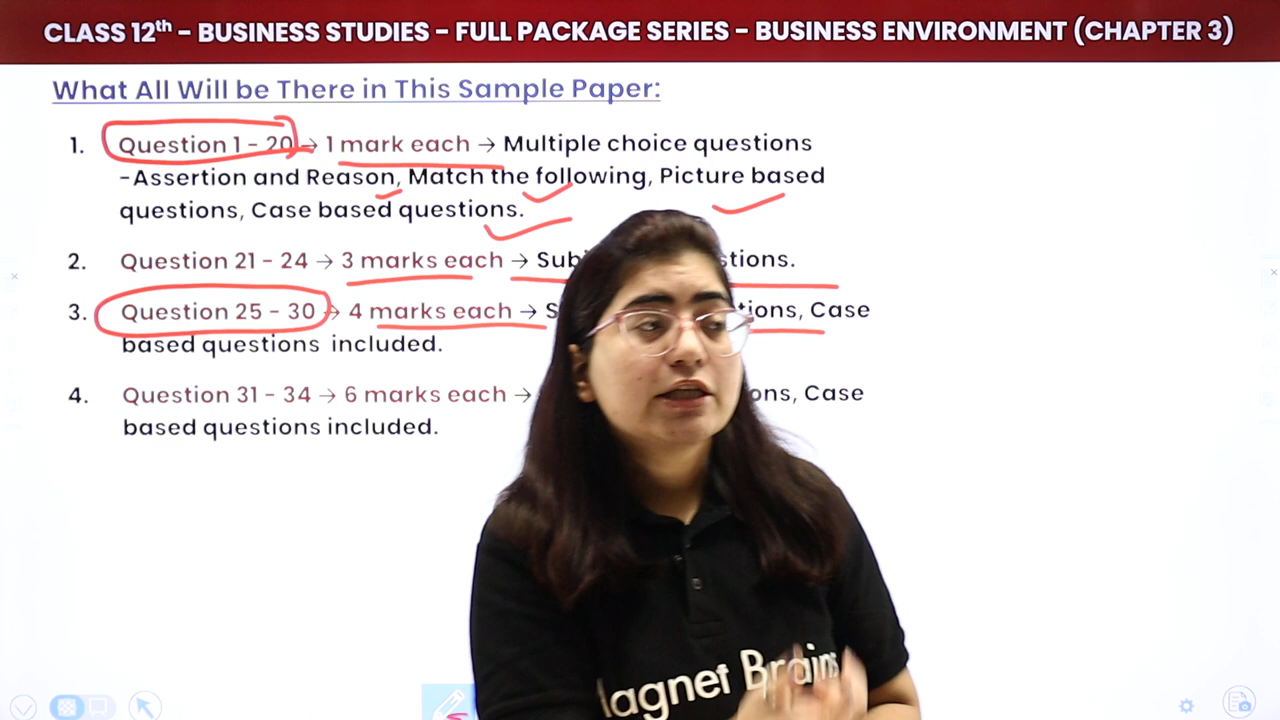 CLASS 12th – BUSINESS STUDIES – FULL PACKAGE SERIES – BUSINESS ENVIRONMENT (CHAPTER 3)
What All Will be There in This Sample Paper:
1. Question 1 - 20 → 1 mark each → Multiple choice questions
-Assertion and Reason, Match the following, Picture based
questions, Case based questions.
2. Question 21 - 24 → 3 marks each →
3. Question 25 - 30 → 4 marks each → Case
based questions included.
4. Question 31 - 34 → 6 marks each → Case
based questions included.